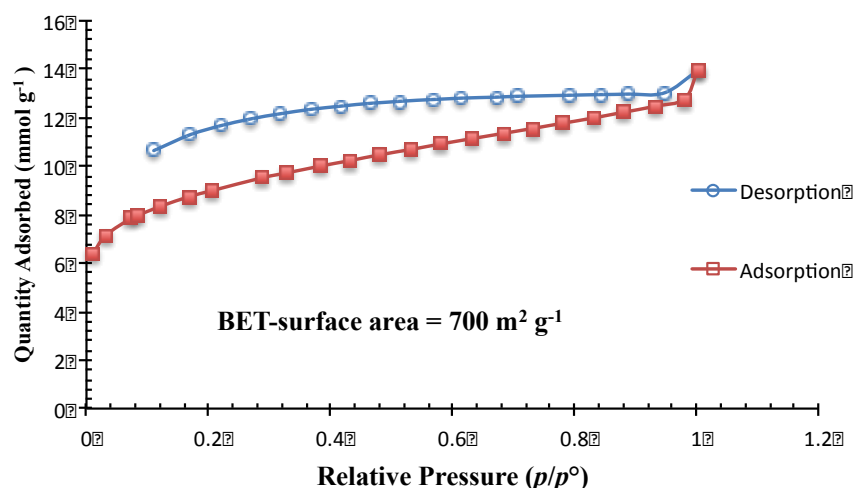 16
14
12
10
8
6
4
2
0
Quantity Adsorbed (mmol g⁻¹)
Desorption
Adsorption
BET-surface area = 700 m² g⁻¹
0 0.2 0.4 0.6 0.8 1 1.2
Relative Pressure (p/p°)